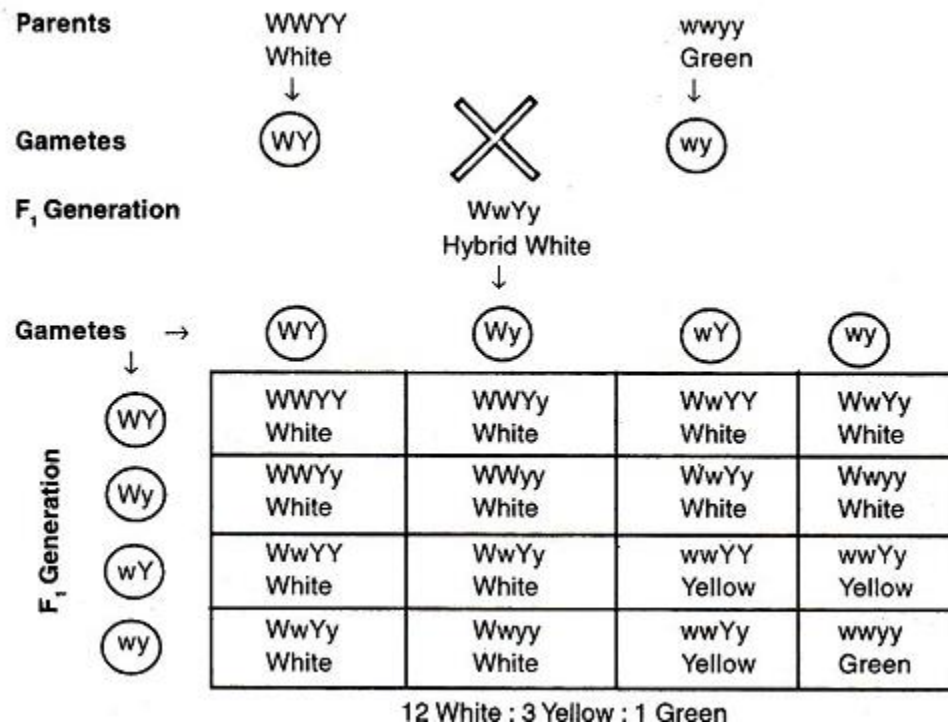 Parents WWYY wwyy
White Green
↓ ↓
Gametes WY wy
F₁ Generation WwYy
Hybrid White
↓
Gametes → WY Wy wY wy
↓
F₁ Generation
WY WWYY WWYy WwYY WwYy
White White White White
Wy WWYy WWyy WwYy Wwyy
White White White White
wY WwYY WwYy wwYY wwYy
White White Yellow Yellow
wy WwYy Wwyy wwYy wwyy
White White Yellow Green
12 White : 3 Yellow : 1 Green